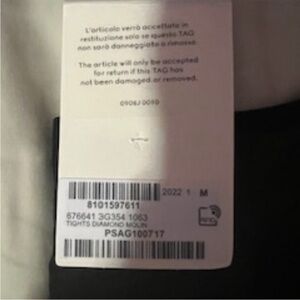 L'articolo verrà accettato in
restituzione solo se questo TAG
non sarà danneggiato o rimosso.
The article will only be accepted
for return if this TAG has
not been damaged or removed.
0906J 0090
2022 1 M
8101597611
676641 3G354 1063
TIGHTS DIAMOND MOLIN
PSAG100717